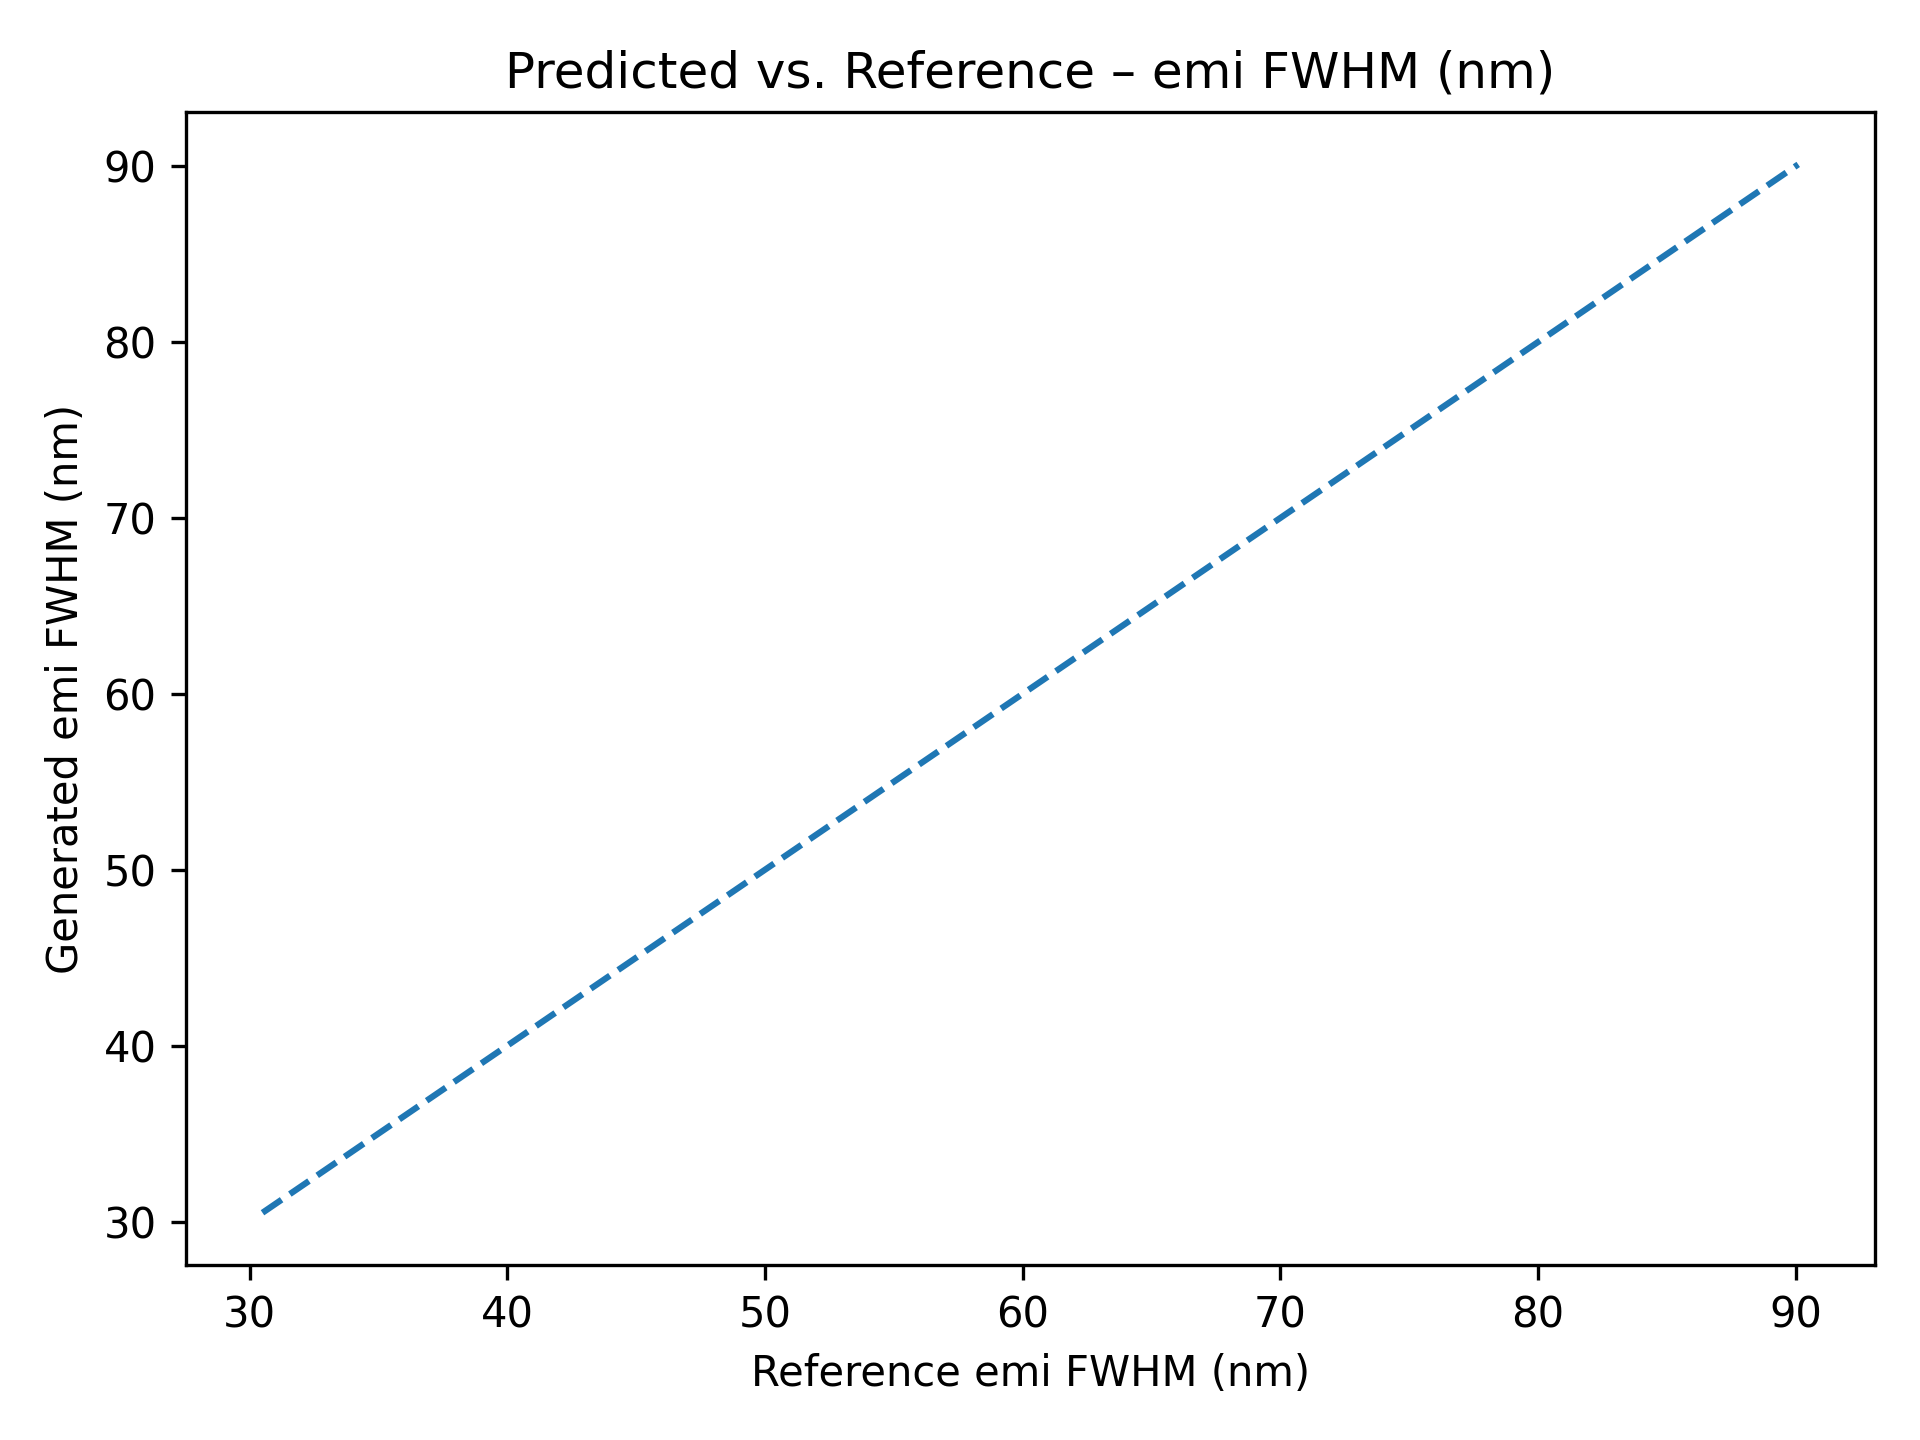 Predicted vs. Reference – emi FWHM (nm)
Generated emi FWHM (nm)
90
80
70
60
50
40
30
30 40 50 60 70 80 90
Reference emi FWHM (nm)